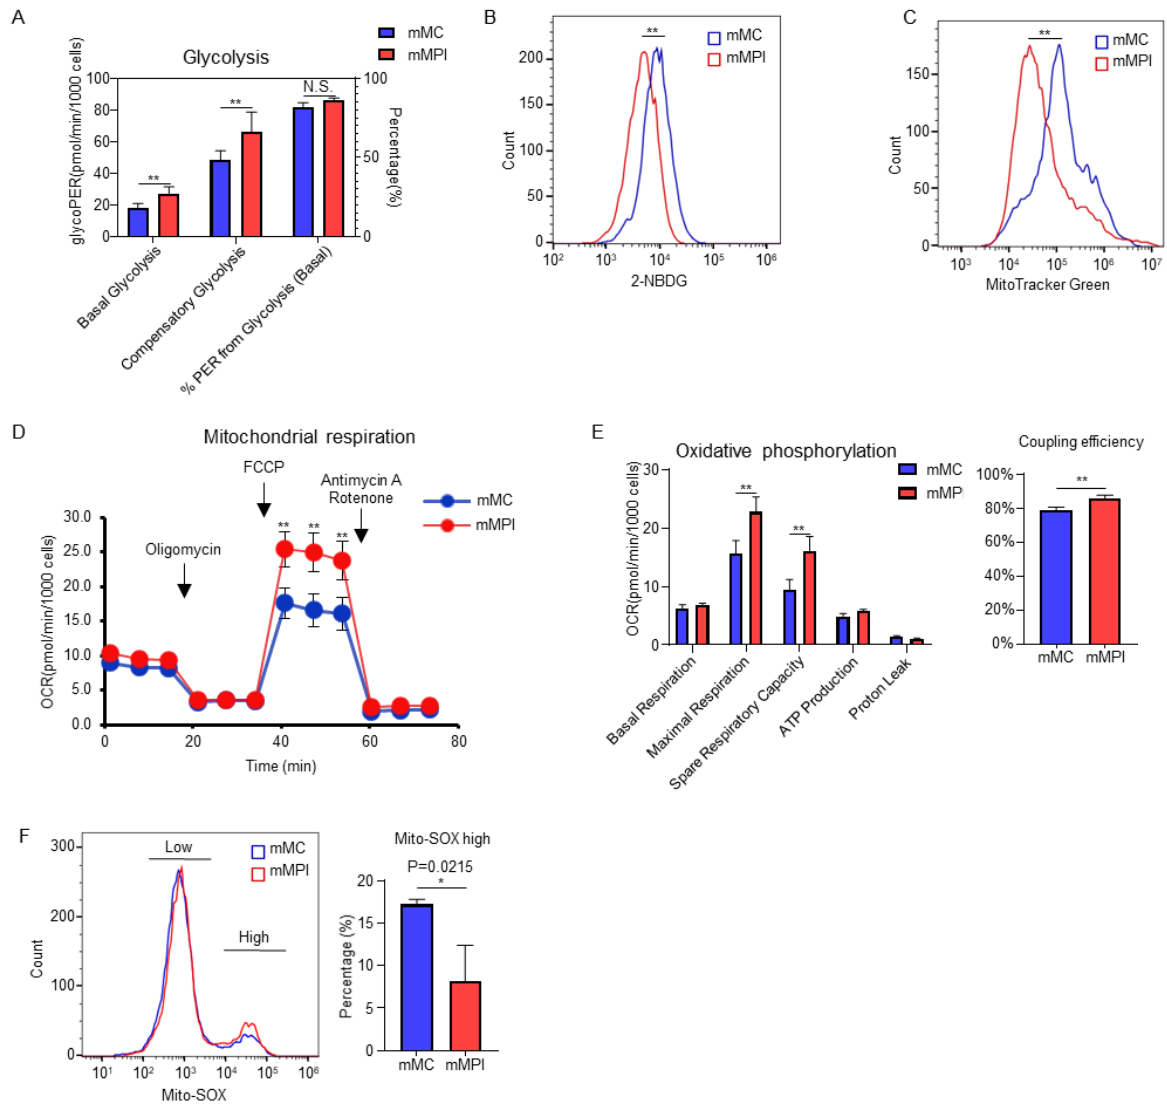 A
mMC
mMPI
Glycolysis
glycoPER(pmol/min/1000 cells)
100
80
60
40
20
0
**
**
N.S.
100
50
0
Percentage(%)
Basal Glycolysis
Compensatory Glycolysis
% PER from Glycolysis (Basal)
B
**
mMC
mMPI
Count
200
150
100
50
0
10²
10³
10⁴
10⁵
10⁶
2-NBDG
C
**
mMC
mMPI
Count
150
100
50
0
10³
10⁴
10⁵
10⁶
10⁷
MitoTracker Green
D
Mitochondrial respiration
FCCP
Antimycin A
Rotenone
Oligomycin
mMC
mMPI
** ** **
OCR(pmol/min/1000 cells)
30.0
25.0
20.0
15.0
10.0
5.0
0.0
0 20 40 60 80
Time (min)
E
Oxidative phosphorylation
mMC
mMPI
OCR(pmol/min/1000 cells)
30
20
10
0
**
**
Basal Respiration
Maximal Respiration
Spare Respiratory Capacity
ATP Production
Proton Leak
Coupling efficiency
100%
80%
60%
40%
20%
0%
**
mMC mMPI
F
Low
High
mMC
mMPI
Count
300
200
100
0
10¹
10²
10³
10⁴
10⁵
10⁶
Mito-SOX
Mito-SOX high
P=0.0215
*
Percentage (%)
20
15
10
5
0
mMC mMPI